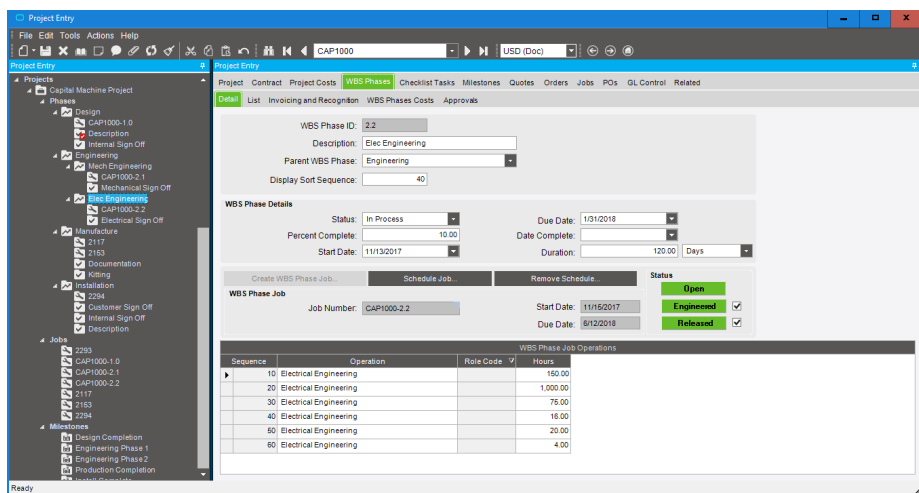 Project Entry
File Edit Tools Actions Help
CAP1000 USD (Doc)
Project Entry
Projects
Capital Machine Project
Phases
Design
CAP1000-1.0
Description
Internal Sign Off
Engineering
Mech Engineering
CAP1000-2.1
Mechanical Sign Off
Elec Engineering
CAP1000-2.2
Electrical Sign Off
Manufacture
2117
2153
Documentation
Kitting
Installation
2294
Customer Sign Off
Internal Sign Off
Description
Jobs
2293
CAP1000-1.0
CAP1000-2.1
CAP1000-2.2
2117
2153
2294
Milestones
Design Completion
Engineering Phase 1
Engineering Phase 2
Production Completion
Project Entry
Project Contract Project Costs WBS Phases Checklist Tasks Milestones Quotes Orders Jobs POs GL Control Related
Detail List Invoicing and Recognition WBS Phases Costs Approvals
WBS Phase ID: 2.2
Description: Elec Engineering
Parent WBS Phase: Engineering
Display Sort Sequence: 40
WBS Phase Details
Status: In Process Due Date: 1/31/2018
Percent Complete: 10.00 Date Complete:
Start Date: 11/13/2017 Duration: 120.00 Days
Create WBS Phase Job... Schedule Job... Remove Schedule... Status
Open
WBS Phase Job
Job Number: CAP1000-2.2 Start Date: 11/16/2017 Engineered
Due Date: 6/12/2018 Released
WBS Phase Job Operations
Sequence Operation Role Code Hours
10 Electrical Engineering 150.00
20 Electrical Engineering 1,000.00
30 Electrical Engineering 75.00
40 Electrical Engineering 16.00
50 Electrical Engineering 20.00
60 Electrical Engineering 4.00
Ready